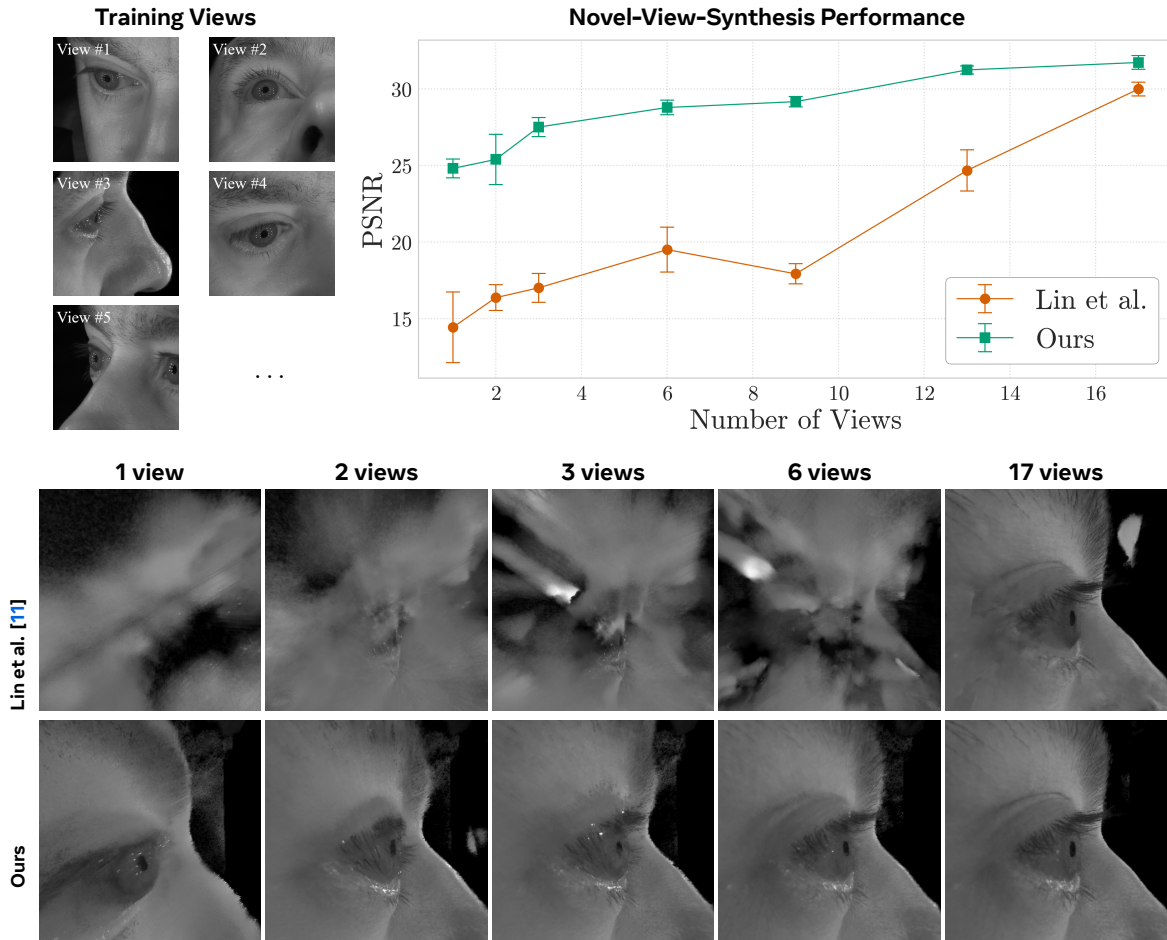 Training Views
Novel-View-Synthesis Performance
View #1
View #2
View #3
View #4
View #5
...
PSNR
30
25
20
15
2
4
6
8
10
12
14
16
Number of Views
Lin et al.
Ours
1 view
2 views
3 views
6 views
17 views
Lin et al. [11]
Ours